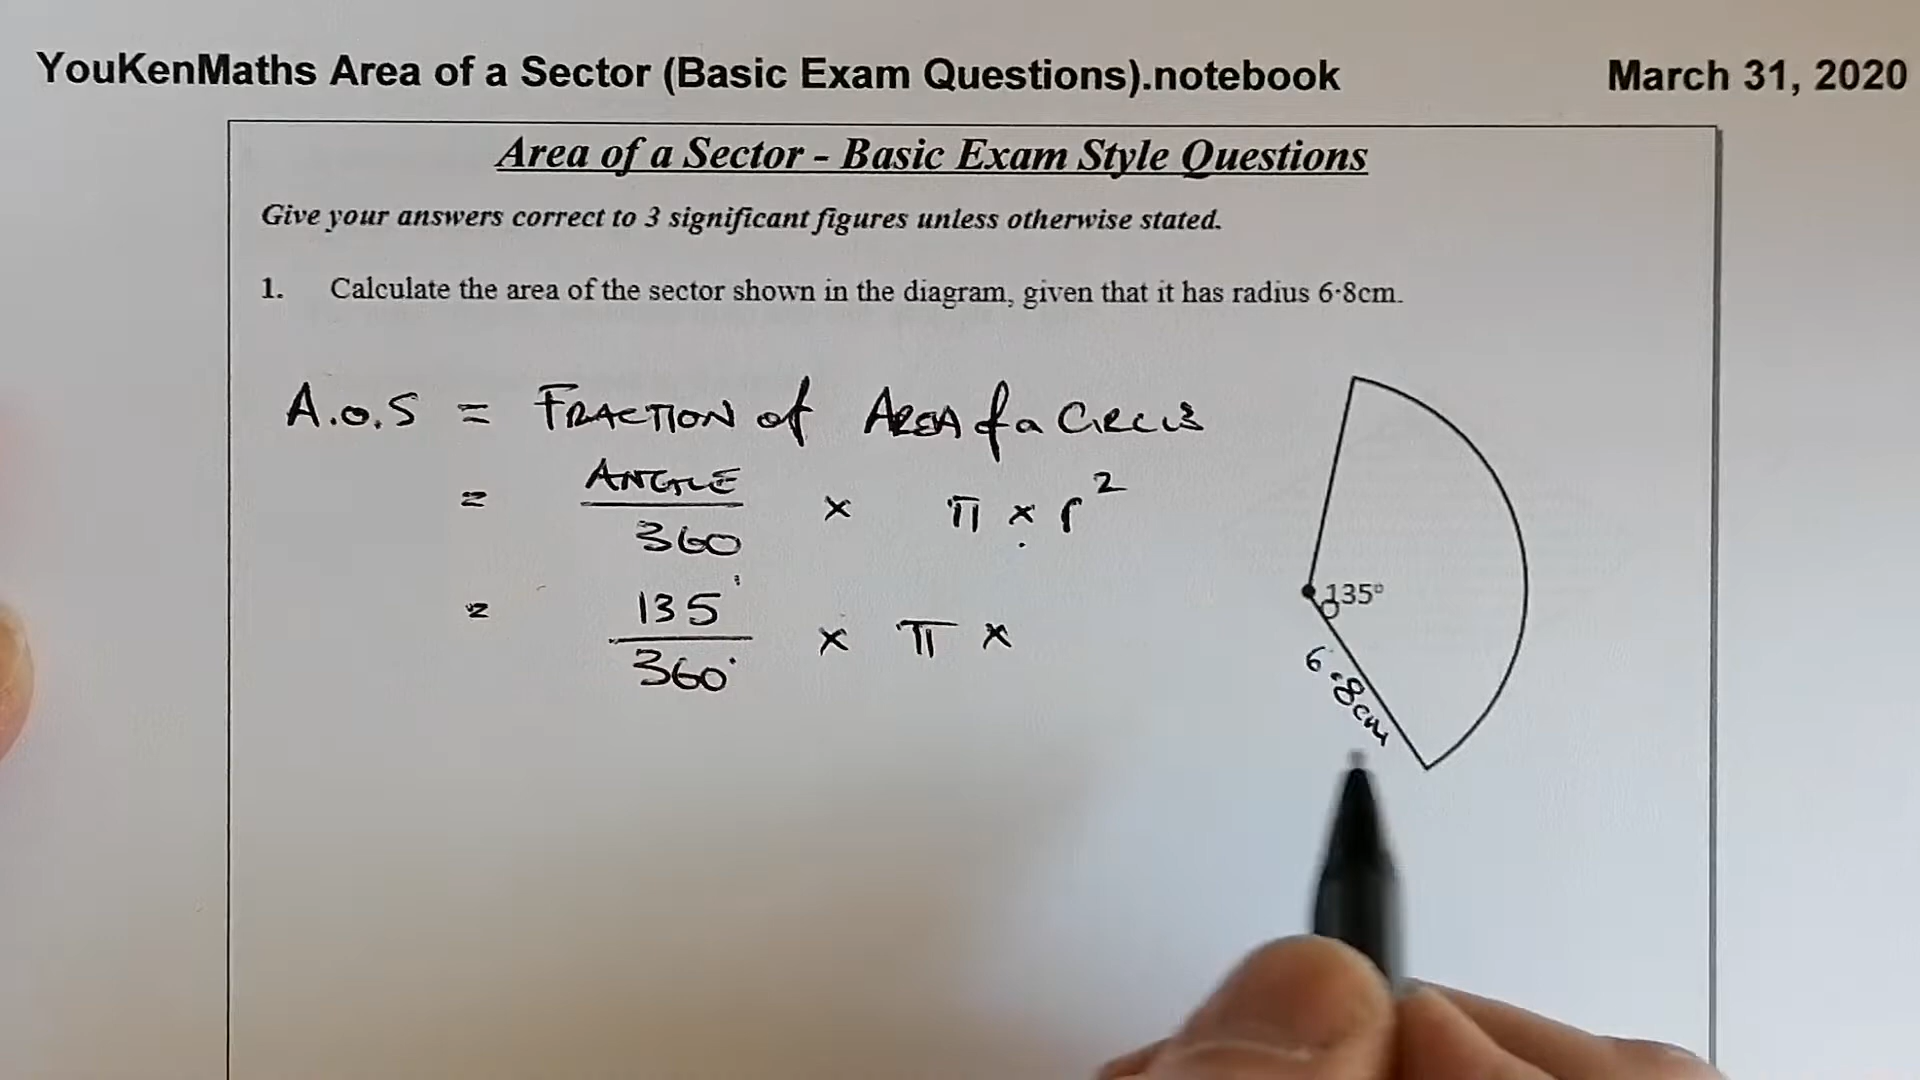 YouKenMaths Area of a Sector (Basic Exam Questions).notebook March 31, 2020
Area of a Sector - Basic Exam Style Questions
Give your answers correct to 3 significant figures unless otherwise stated.
1. Calculate the area of the sector shown in the diagram, given that it has radius 6·8cm.
A.O.S = FRACTION of AREA of a CIRCLE
= ANGLE / 360 × π × r²
= 135 / 360 × π ×
135°
6.8cm